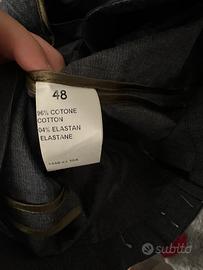 48
96% COTONE
COTTON
04% ELASTAN
ELASTANE
subito